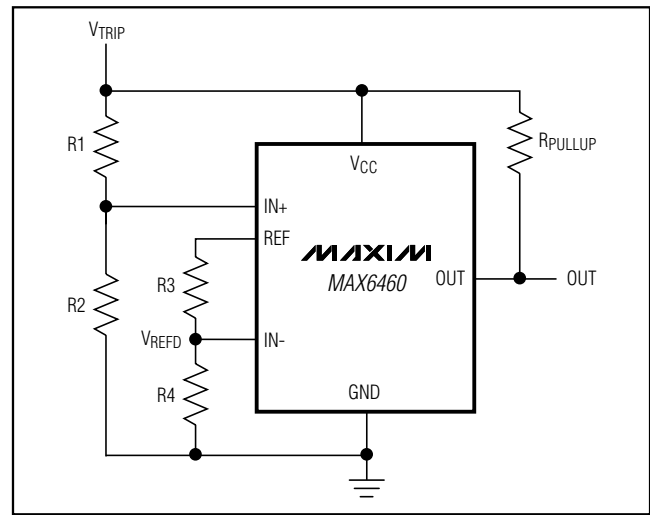 VTRIP
R1
RPULLUP
VCC
IN+
REF
MAXIM
MAX6460
OUT
OUT
R3
R2
VREFD
IN-
R4
GND